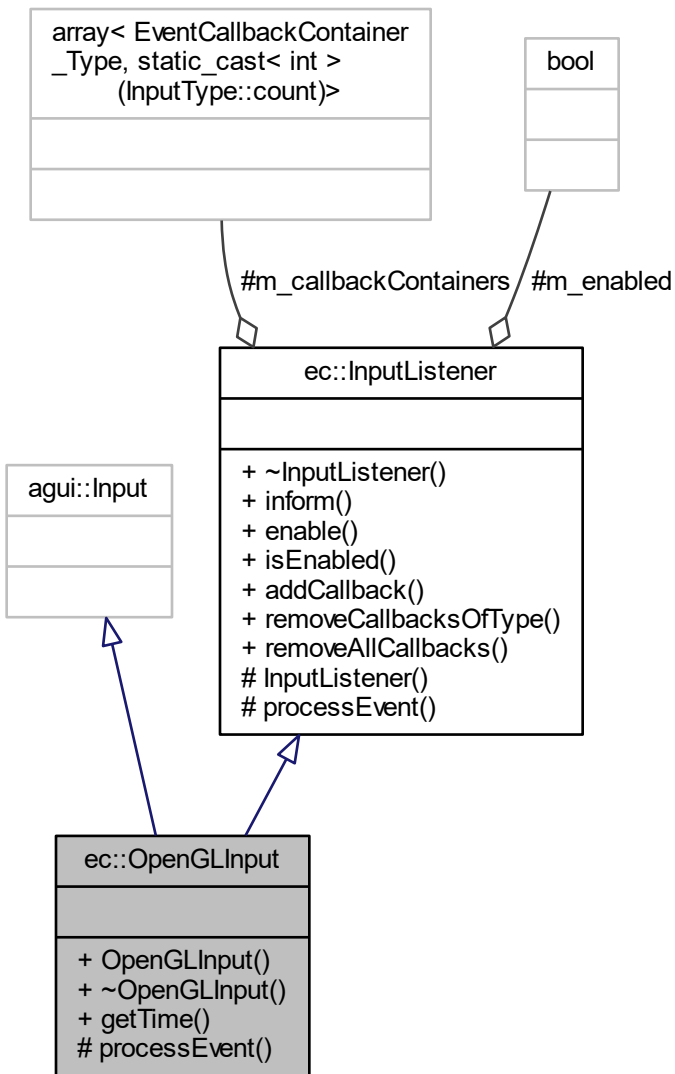 array< EventCallbackContainer
_Type, static_cast< int >
(InputType::count)>
bool
#m_callbackContainers
#m_enabled
ec::InputListener
+ ~InputListener()
+ inform()
+ enable()
+ isEnabled()
+ addCallback()
+ removeCallbacksOfType()
+ removeAllCallbacks()
# InputListener()
# processEvent()
agui::Input
ec::OpenGLInput
+ OpenGLInput()
+ ~OpenGLInput()
+ getTime()
# processEvent()